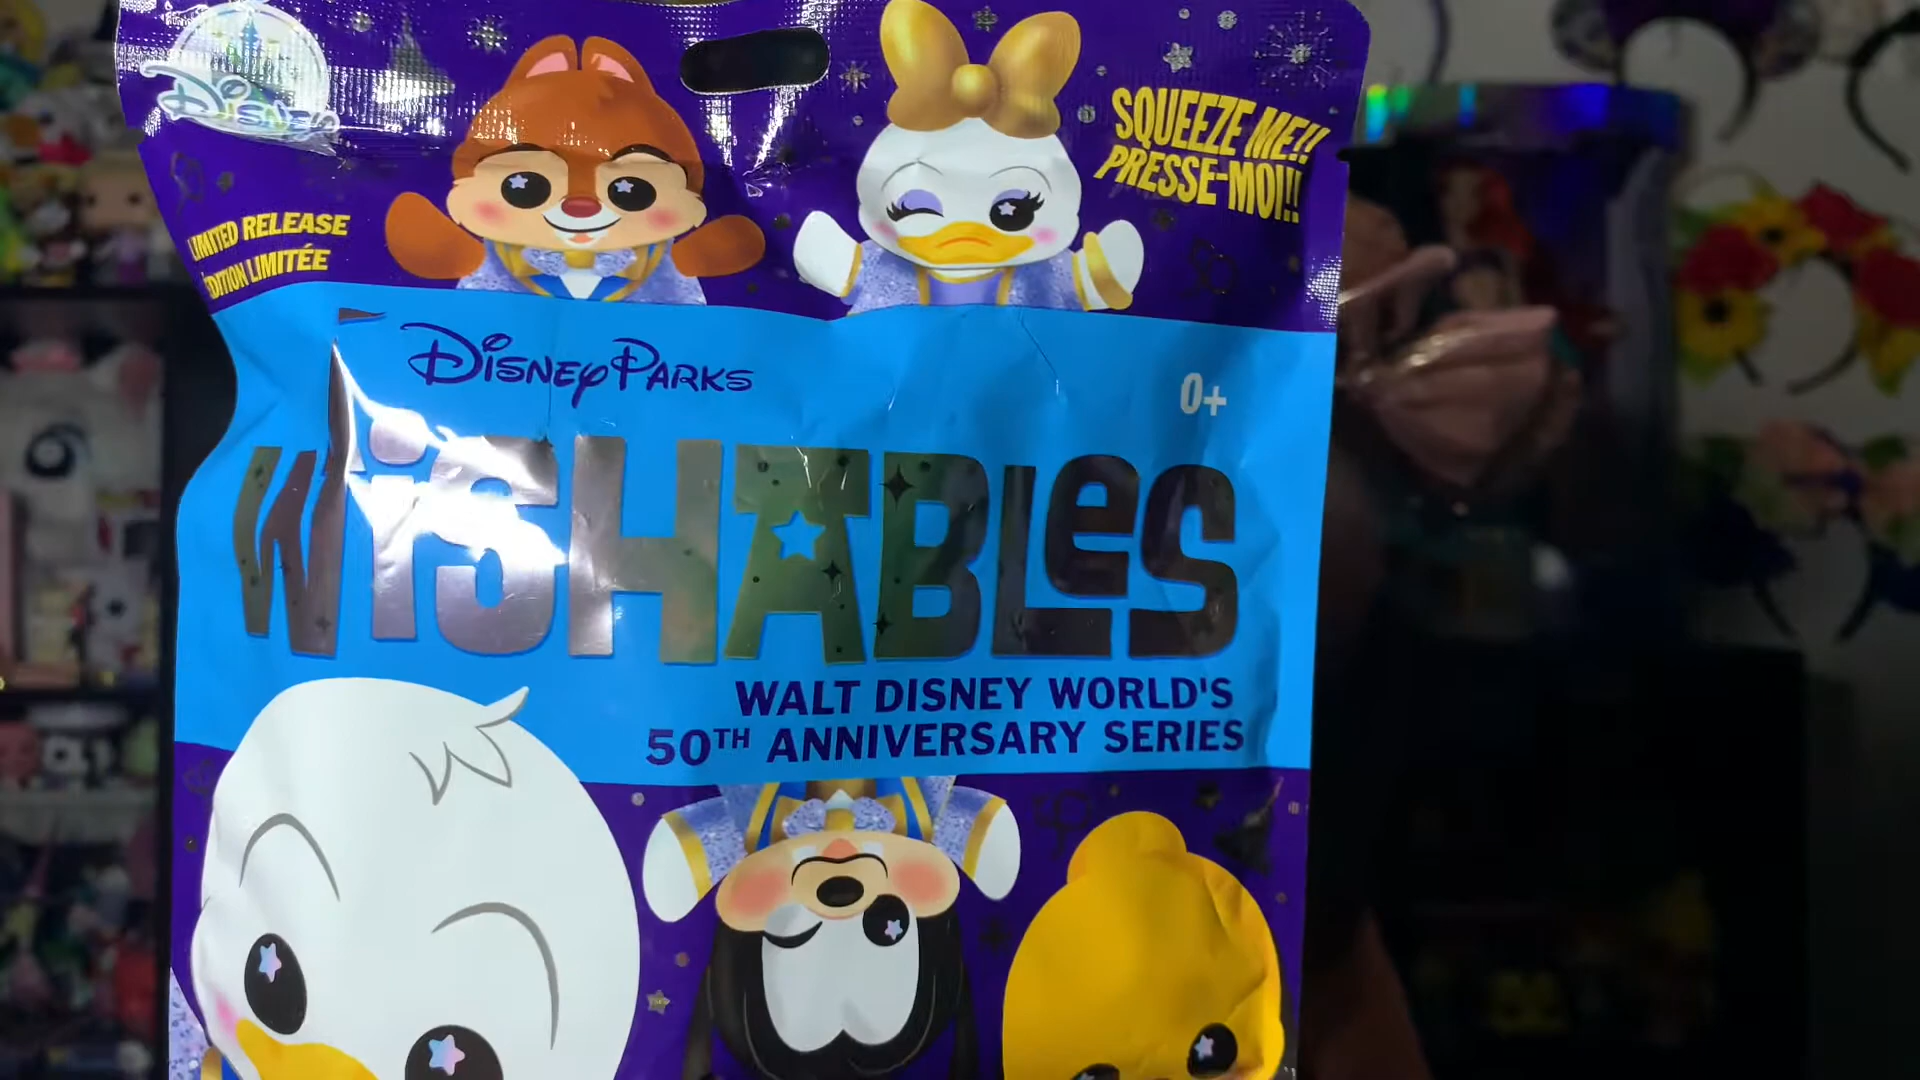 Disney
SQUEEZE ME!!
PRESSE-MOI!!
LIMITED RELEASE
ÉDITION LIMITÉE
Disney Parks
0+
WiSHABLeS
WALT DISNEY WORLD'S
50TH ANNIVERSARY SERIES